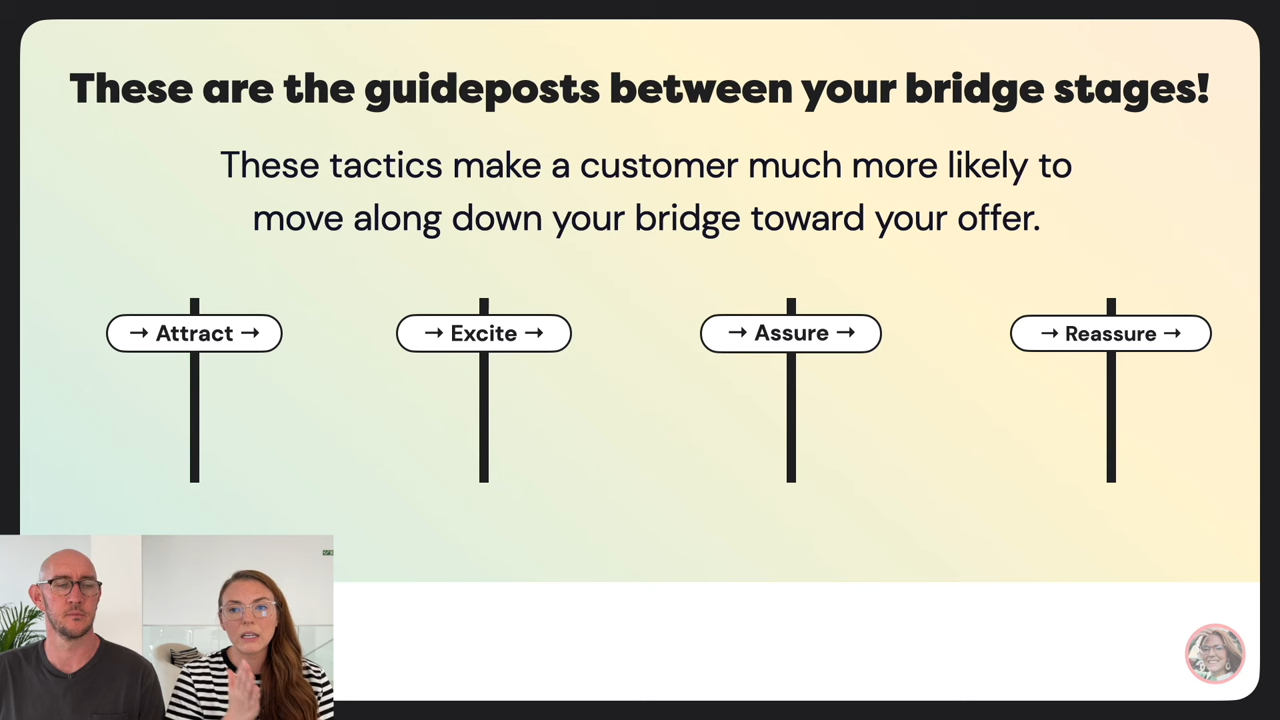 These are the guideposts between your bridge stages!
These tactics make a customer much more likely to
move along down your bridge toward your offer.
→ Attract →
→ Excite →
→ Assure →
→ Reassure →